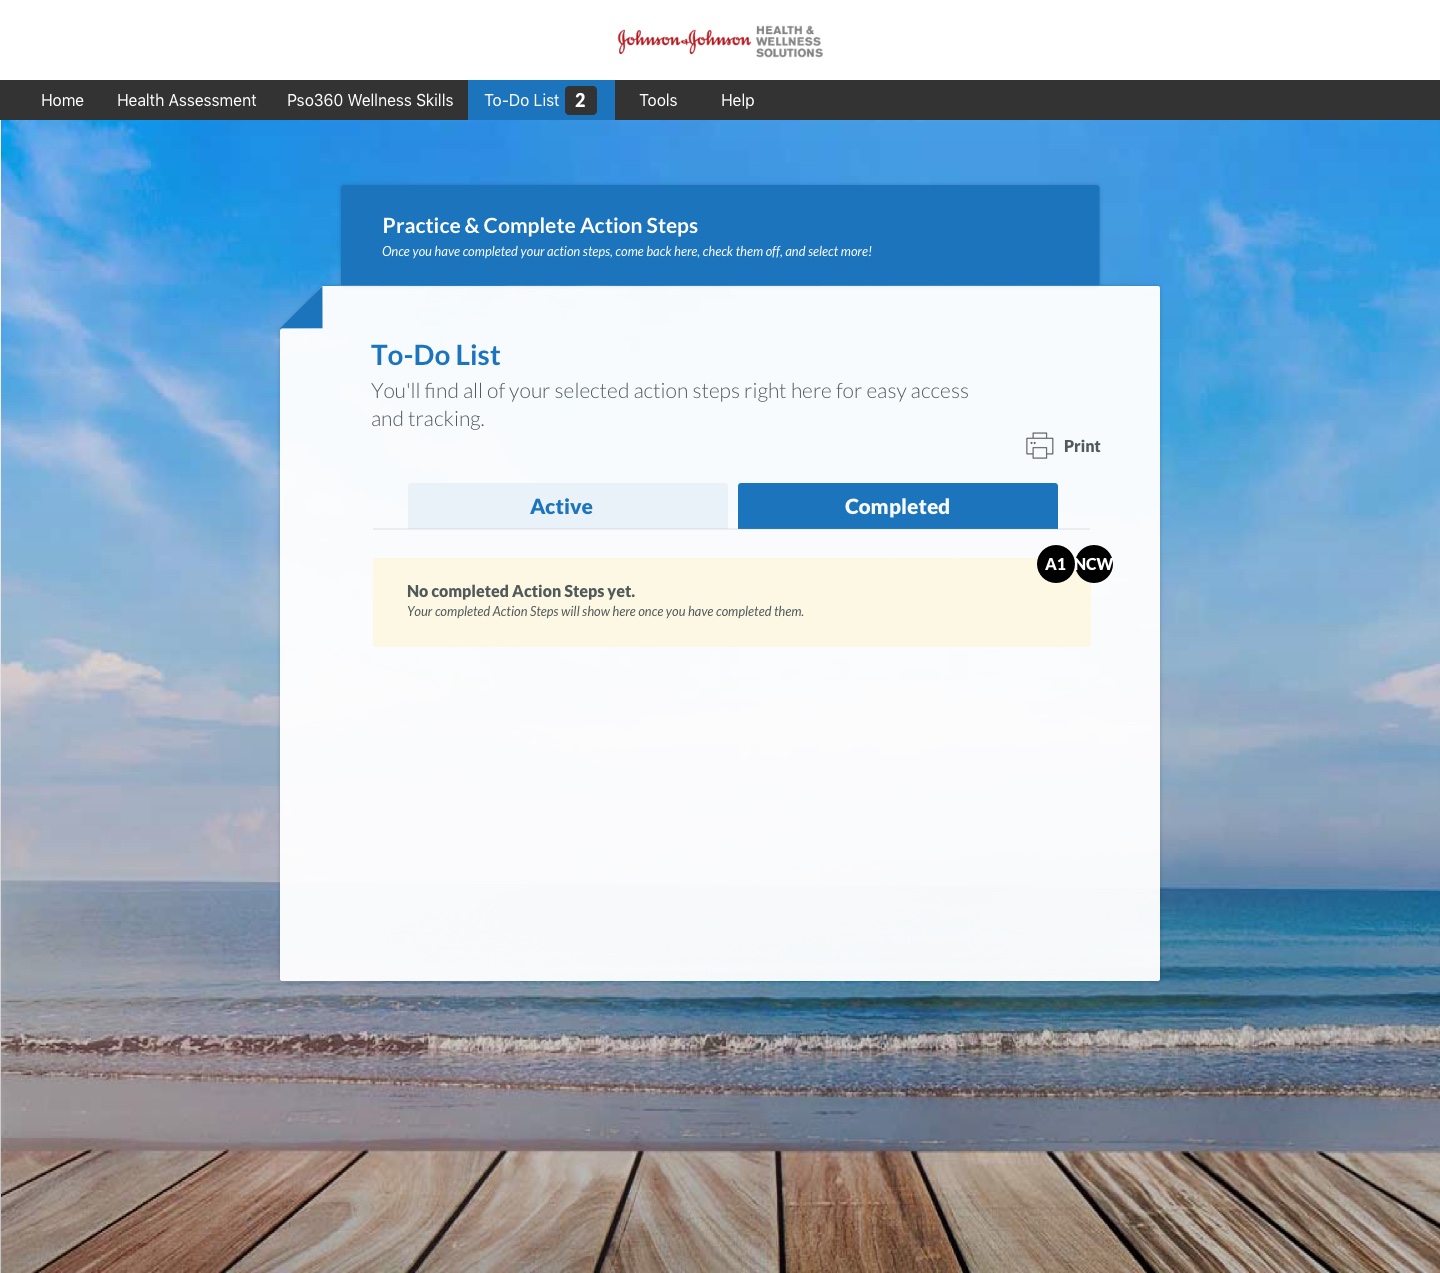 Johnson & Johnson
HEALTH &
WELLNESS
SOLUTIONS
Home
Health Assessment
Pso360 Wellness Skills
To-Do List
2
Tools
Help
Practice & Complete Action Steps
Once you have completed your action steps, come back here, check them off, and select more!
To-Do List
You'll find all of your selected action steps right here for easy access
and tracking.
Print
Active
Completed
A1
NCW
No completed Action Steps yet.
Your completed Action Steps will show here once you have completed them.